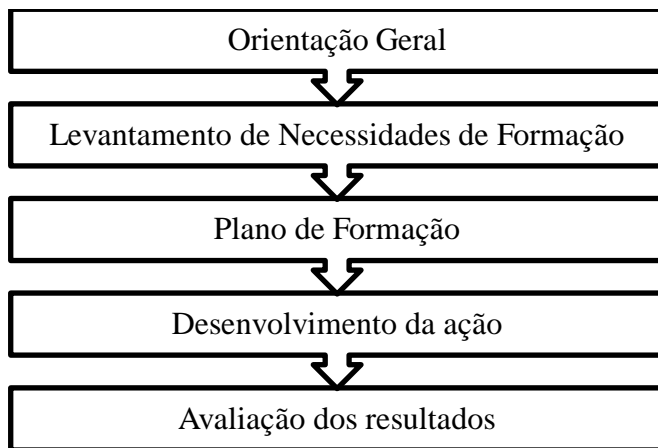 Orientação Geral
Levantamento de Necessidades de Formação
Plano de Formação
Desenvolvimento da ação
Avaliação dos resultados